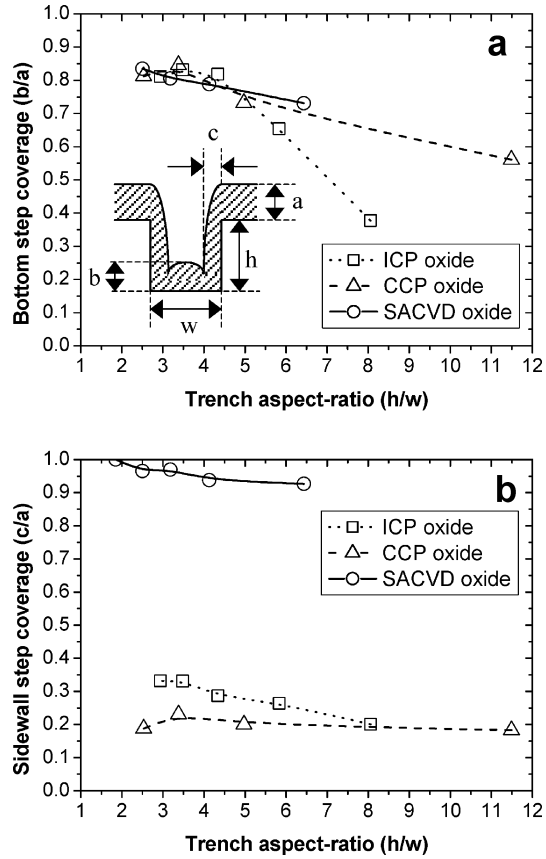 a
Bottom step coverage (b/a)
1.0
0.9
0.8
0.7
0.6
0.5
0.4
0.3
0.2
0.1
0.0
c
a
b
h
w
ICP oxide
CCP oxide
SACVD oxide
1 2 3 4 5 6 7 8 9 10 11 12
Trench aspect-ratio (h/w)
b
Sidewall step coverage (c/a)
1.0
0.9
0.8
0.7
0.6
0.5
0.4
0.3
0.2
0.1
0.0
ICP oxide
CCP oxide
SACVD oxide
1 2 3 4 5 6 7 8 9 10 11 12
Trench aspect-ratio (h/w)